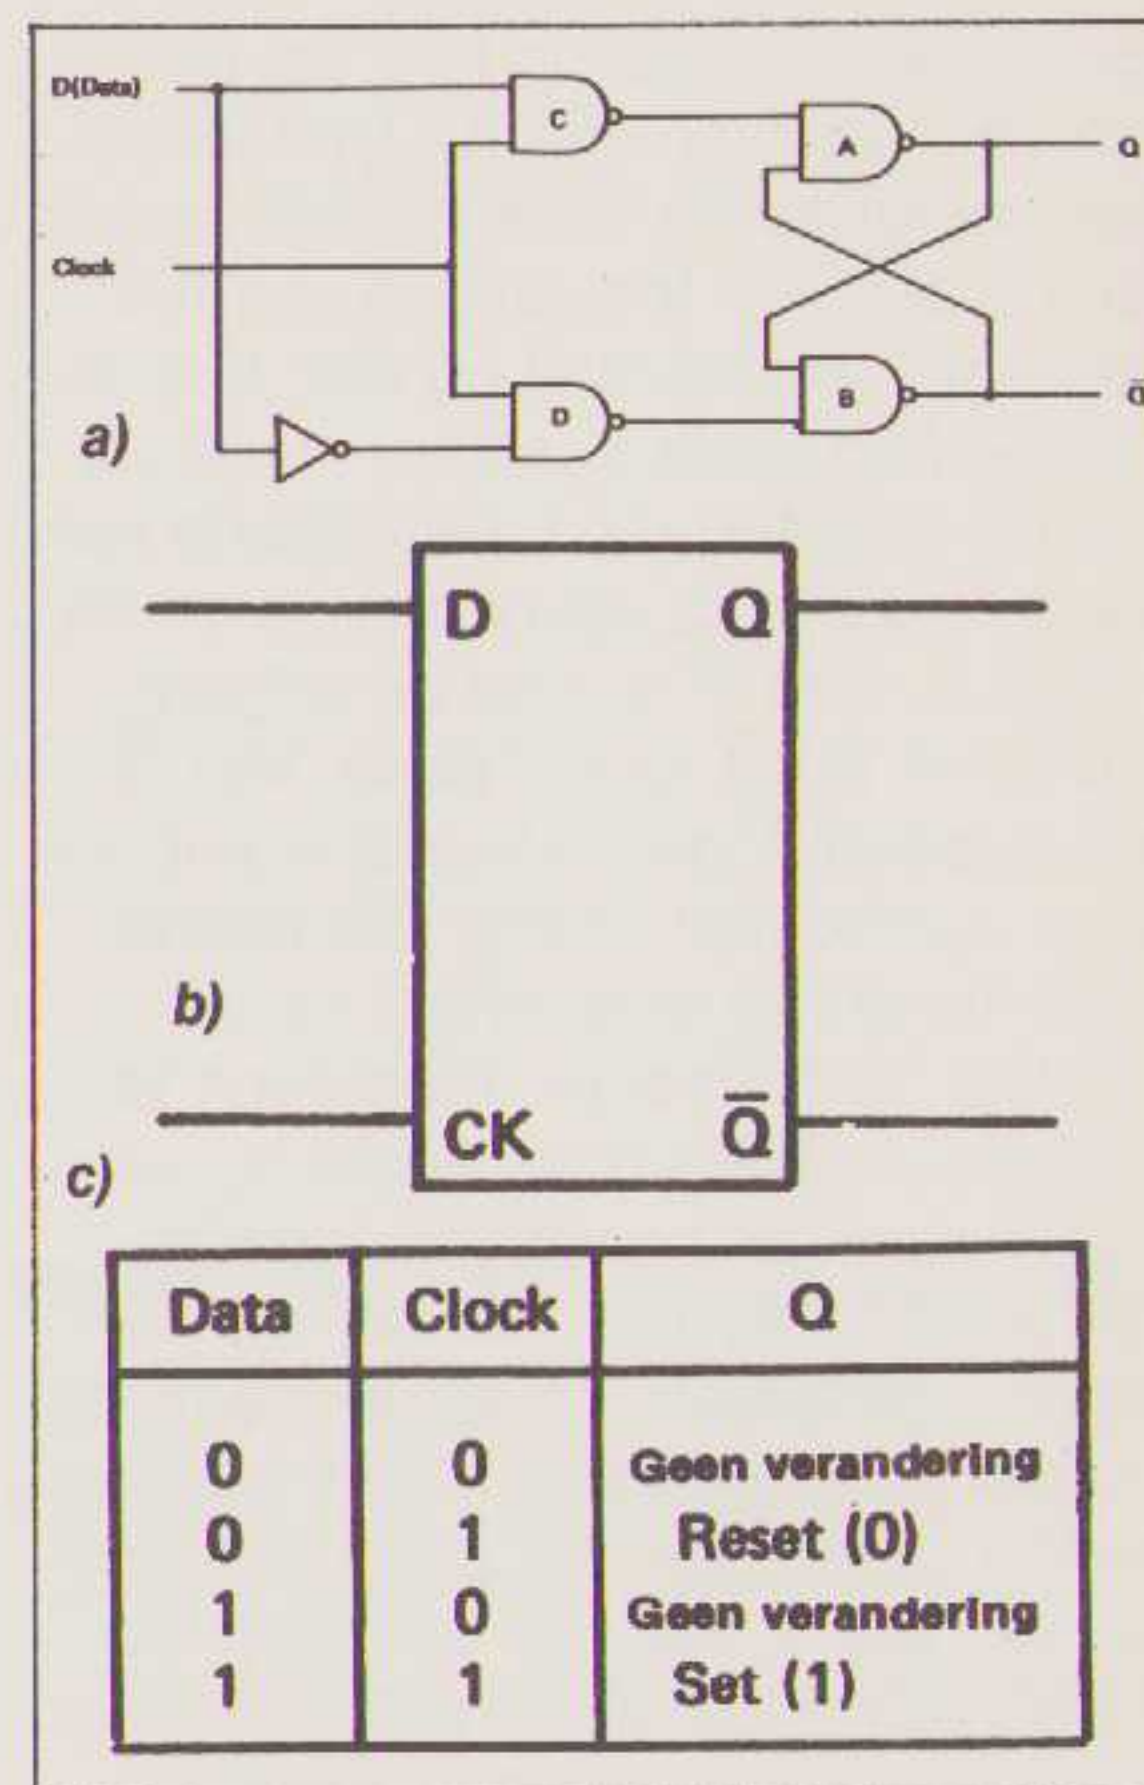 D(Data)
C
A
Q
Clock
D
B
Q̅
a)
D Q
b)
CK Q̅
c)
Data Clock Q
0 0 Geen verandering
0 1 Reset (0)
1 0 Geen verandering
1 1 Set (1)